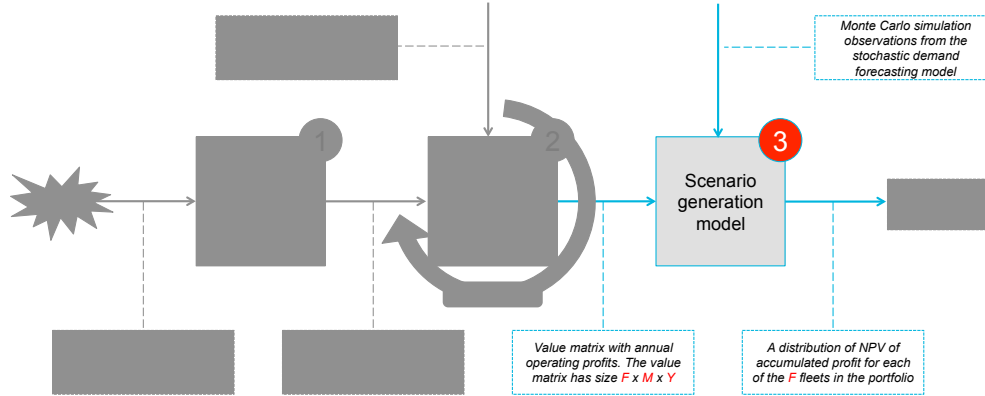 Monte Carlo simulation
observations from the
stochastic demand
forecasting model
1
2
3
Scenario
generation
model
Value matrix with annual
operating profits. The value
matrix has size F x M x Y
A distribution of NPV of
accumulated profit for each
of the F fleets in the portfolio